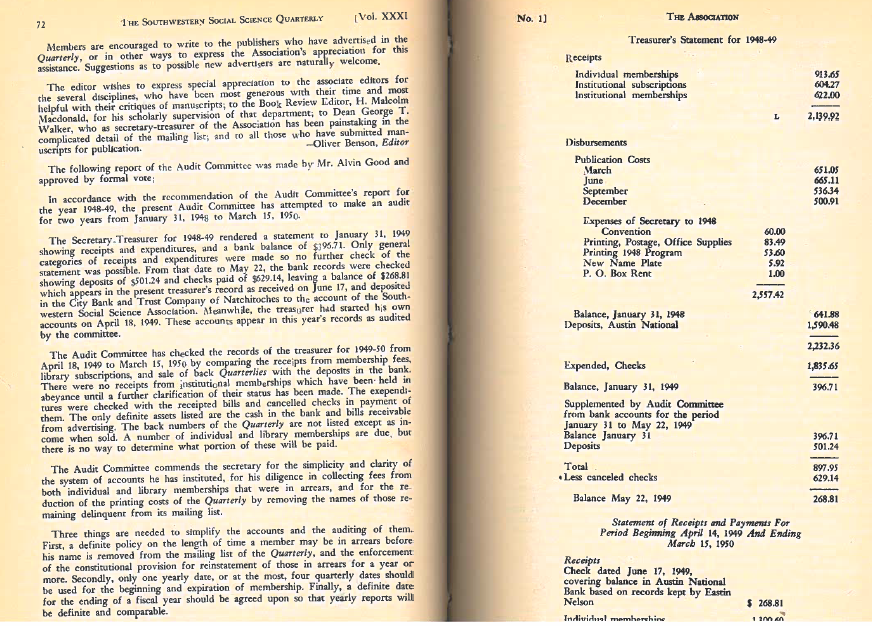 72 THE SOUTHWESTERN SOCIAL SCIENCE QUARTERLY [Vol. XXXI
Members are encouraged to write to the publishers who have advertised in the
Quarterly, or in other ways to express the Association's appreciation for this
assistance. Suggestions as to possible new advertisers are naturally welcome.
The editor wishes to express special appreciation to the associate editors for
the several disciplines, who have been most generous with their time and most
helpful with their critiques of manuscripts; to the Book Review Editor, H. Malcolm
Macdonald, for his scholarly supervision of that department; to Dean George T.
Walker, who as secretary-treasurer of the Association has been painstaking in the
complicated detail of the mailing list; and to all those who have submitted man-
uscripts for publication. —Oliver Benson, Editor
The following report of the Audit Committee was made by Mr. Alvin Good and
approved by formal vote:
In accordance with the recommendation of the Audit Committee's report for
the year 1948-49, the present Audit Committee has attempted to make an audit
for two years from January 31, 1948 to March 15, 1950.
The Secretary-Treasurer for 1948-49 rendered a statement to January 31, 1949
showing receipts and expenditures, and a bank balance of $396.71. Only general
categories of receipts and expenditures were made so no further check of the
statement was possible. From that date to May 22, the bank records were checked
showing deposits of $501.24 and checks paid of $629.14, leaving a balance of $268.81
which appears in the present treasurer's record as received on June 17, and deposited
in the City Bank and Trust Company of Natchitoches to the account of the South-
western Social Science Association. Meanwhile, the treasurer had started his own
accounts on April 18, 1949. These accounts appear in this year's records as audited
by the committee.
The Audit Committee has checked the records of the treasurer for 1949-50 from
April 18, 1949 to March 15, 1950 by comparing the receipts from membership fees,
library subscriptions, and sale of back Quarterlies with the deposits in the bank.
There were no receipts from institutional memberships which have been held in
abeyance until a further clarification of their status has been made. The expendi-
tures were checked with the receipted bills and cancelled checks in payment of
them. The only definite assets listed are the cash in the bank and bills receivable
from advertising. The back numbers of the Quarterly are not listed except as in-
come when sold. A number of individual and library memberships are due, but
there is no way to determine what portion of these will be paid.
The Audit Committee commends the secretary for the simplicity and clarity of
the system of accounts he has instituted, for his diligence in collecting fees from
both individual and library memberships that were in arrears, and for the re-
duction of the printing costs of the Quarterly by removing the names of those re-
maining delinquent from its mailing list.
Three things are needed to simplify the accounts and the auditing of them.
First, a definite policy on the length of time a member may be in arrears before
his name is removed from the mailing list of the Quarterly, and the enforcement
of the constitutional provision for reinstatement of those in arrears for a year or
more. Secondly, only one yearly date, or at the most, four quarterly dates should
be used for the beginning and expiration of membership. Finally, a definite date
for the ending of a fiscal year should be agreed upon so that yearly reports will
be definite and comparable.
No. 1] THE ASSOCIATION
Treasurer's Statement for 1948-49
Receipts
Individual memberships 913.65
Institutional subscriptions 604.27
Institutional memberships 622.00
L 2,139.92
Disbursements
Publication Costs
March 651.05
June 665.11
September 536.34
December 500.91
Expenses of Secretary to 1948
Convention 60.00
Printing, Postage, Office Supplies 83.49
Printing 1948 Program 53.60
New Name Plate 5.92
P. O. Box Rent 1.00
2,557.42
Balance, January 31, 1948 641.88
Deposits, Austin National 1,590.48
2,232.36
Expended, Checks 1,835.65
Balance, January 31, 1949 396.71
Supplemented by Audit Committee
from bank accounts for the period
January 31 to May 22, 1949
Balance January 31 396.71
Deposits 501.24
Total 897.95
Less canceled checks 629.14
Balance May 22, 1949 268.81
Statement of Receipts and Payments For
Period Beginning April 14, 1949 And Ending
March 15, 1950
Receipts
Check dated June 17, 1949,
covering balance in Austin National
Bank based on records kept by Eastin
Nelson $ 268.81
Individual memberships 1,300.60